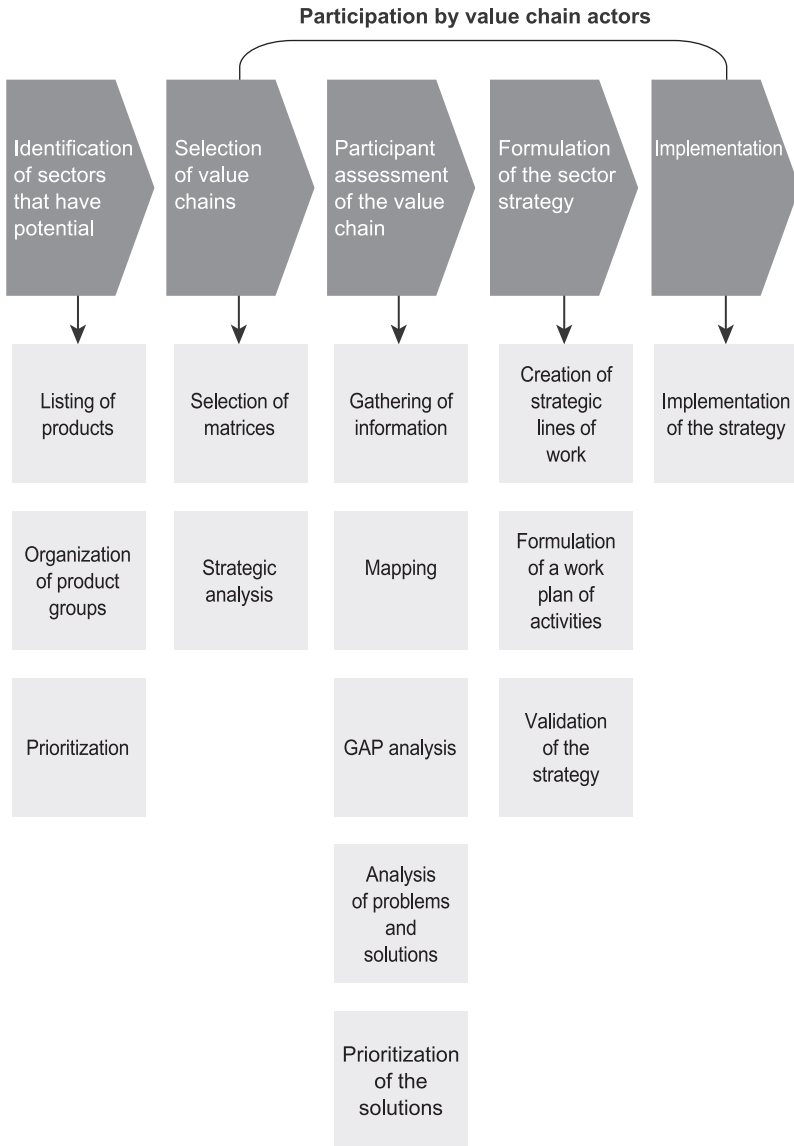 Participation by value chain actors
Identification
of sectors
that have
potential
Selection
of value
chains
Participant
assessment
of the value
chain
Formulation
of the sector
strategy
Implementation
Listing of
products
Organization
of product
groups
Prioritization
Selection of
matrices
Strategic
analysis
Gathering of
information
Mapping
GAP analysis
Analysis
of problems
and
solutions
Prioritization
of the
solutions
Creation of
strategic
lines of
work
Formulation
of a work
plan of
activities
Validation
of the
strategy
Implementation
of the strategy